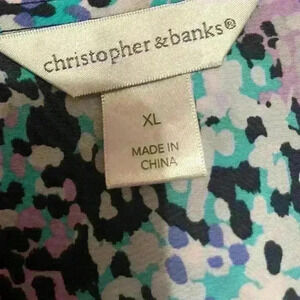 christopher & banks®
XL
MADE IN
CHINA